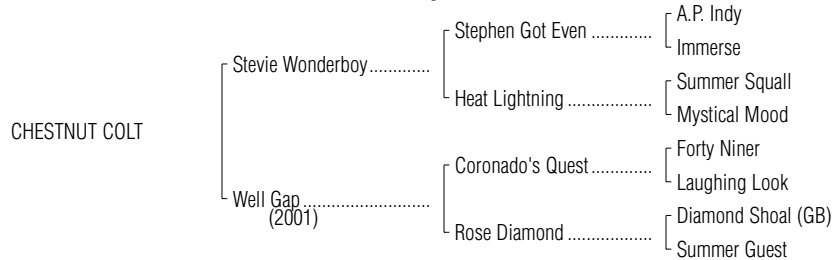 A.P. Indy
Stephen Got Even .............
Immerse
Stevie Wonderboy.............
Summer Squall
Heat Lightning ..................
Mystical Mood
CHESTNUT COLT
Forty Niner
Coronado's Quest.............
Laughing Look
Well Gap ...........................
(2001)
Diamond Shoal (GB)
Rose Diamond ..................
Summer Guest